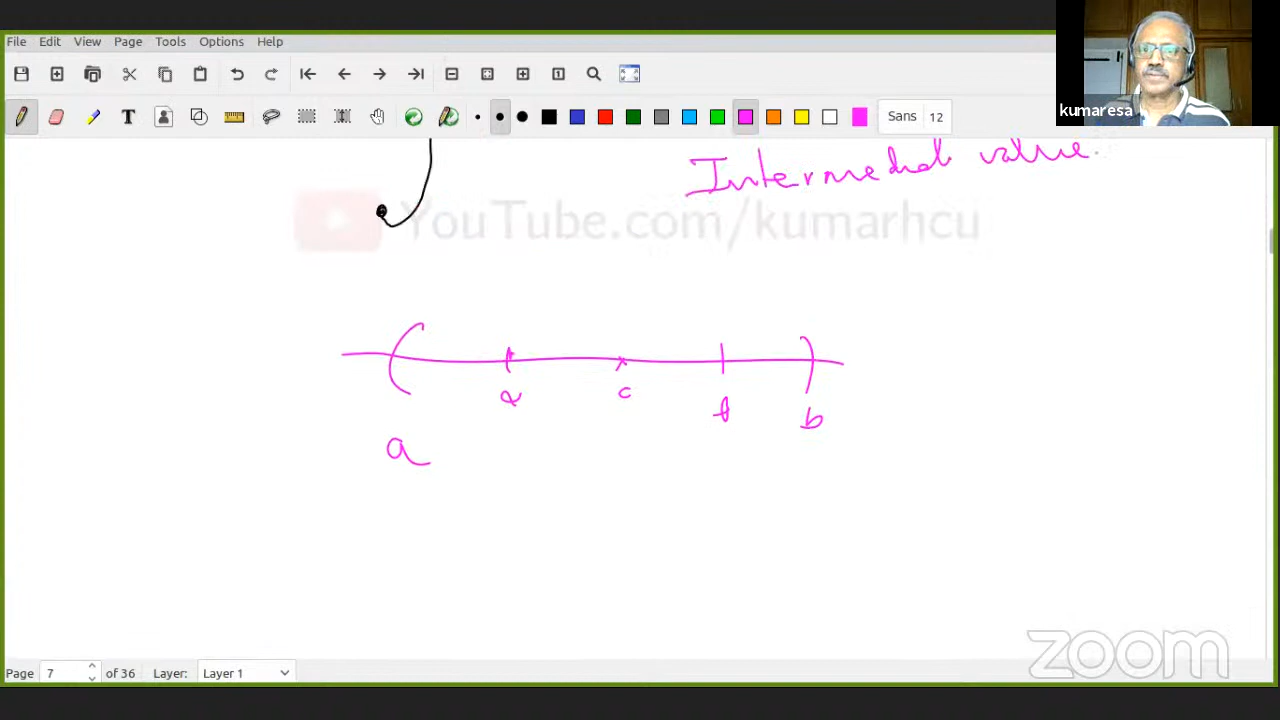 File Edit View Page Tools Options Help
kumaresa
Sans 12
value
YouTube.com/kumarhcu
α c b
a
zoom
Page 7 of 36 Layer: Layer 1